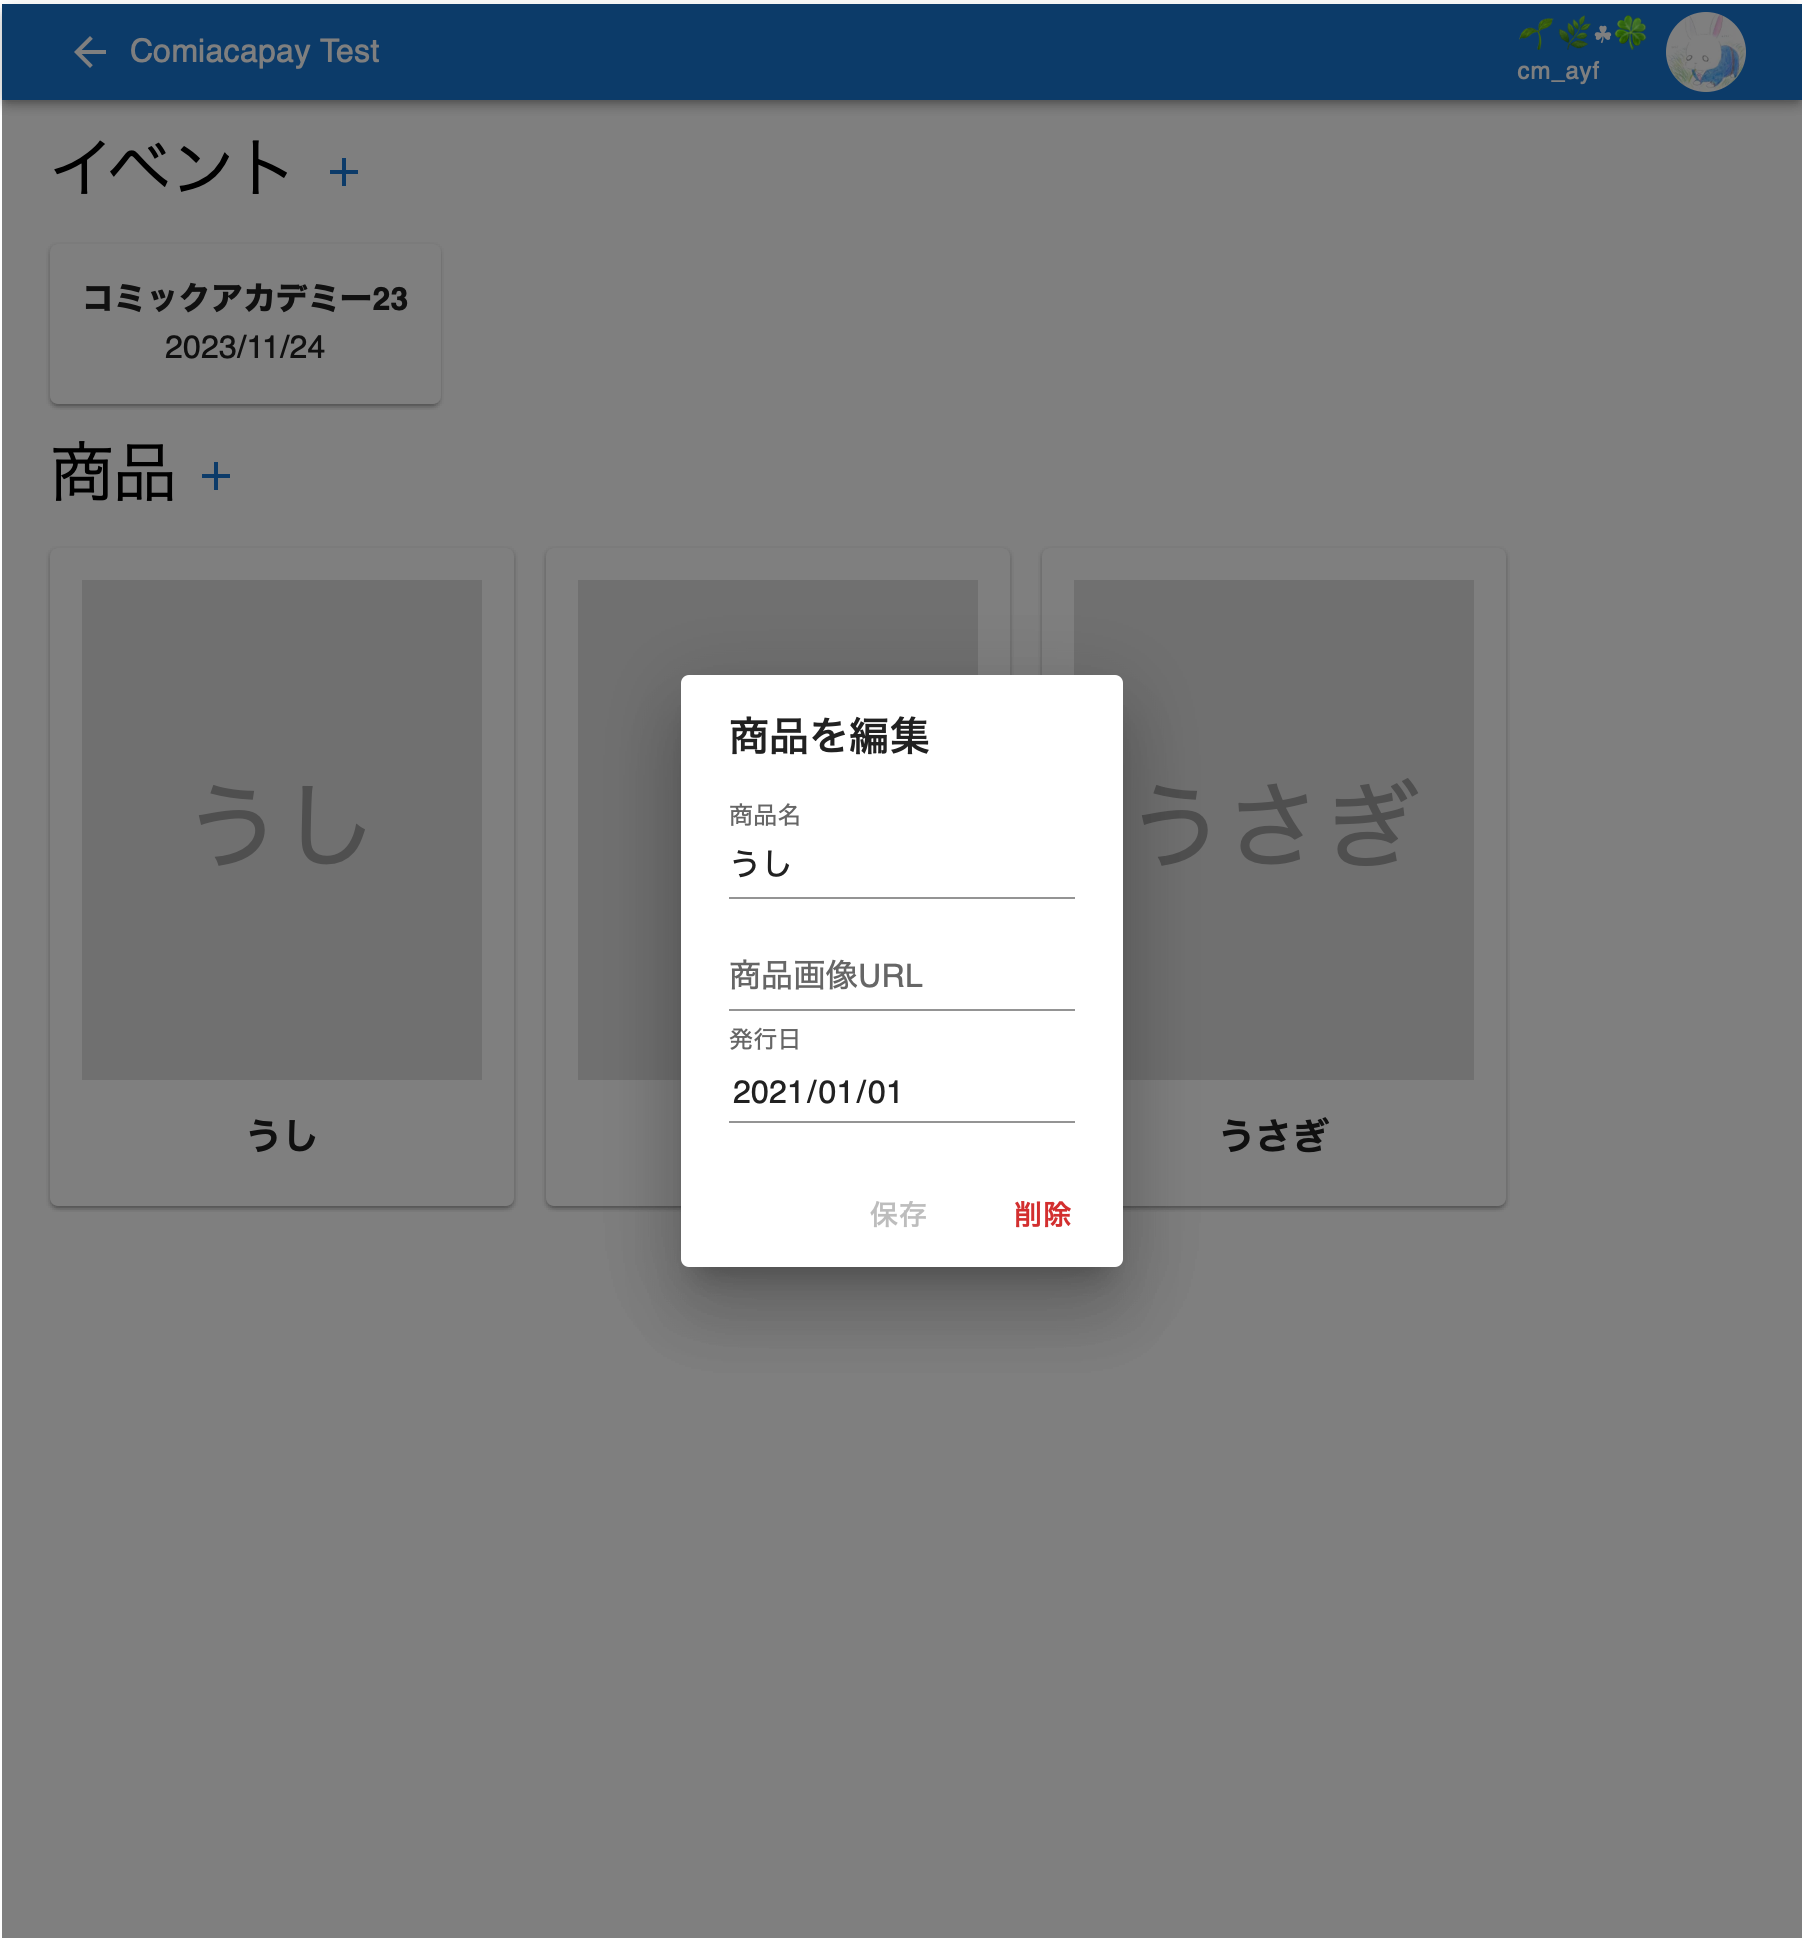 Comiacapay Test
🌱🌿☘🍀
cm_ayf
イベント +
コミックアカデミー23
2023/11/24
商品 +
うし
うし
うさぎ
うさぎ
商品を編集
商品名
うし
商品画像URL
発行日
2021/01/01
保存
削除